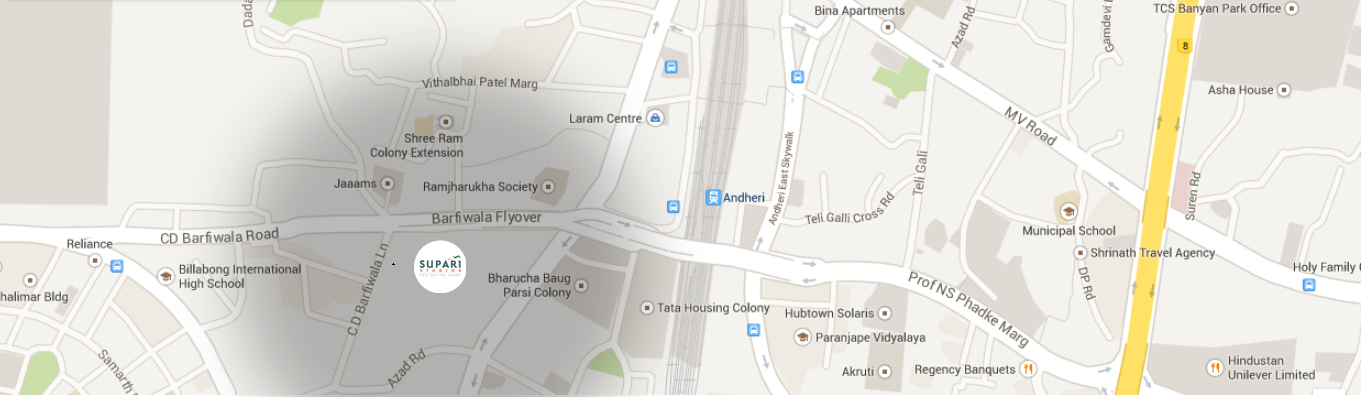 Dada
Bina Apartments
Azad Rd
Gamdevi
TCS Banyan Park Office
8
Vithalbhai Patel Marg
Asha House
Laram Centre
MV Road
Shree Ram
Colony Extension
Teli Gali
Andheri East Skywalk
Jaaams
Ramjharukha Society
Andheri
Suren Rd
Barfiwala Flyover
Teli Galli Cross Rd
Municipal School
CD Barfiwala Road
Reliance
SUPARI
STUDIOS
Shrinath Travel Agency
Billabong International
High School
Holy Family
halimar Bldg
C D Barfiwala Ln
Bharucha Baug
Parsi Colony
DP Rd
Prof NS Phadke Marg
Tata Housing Colony
Hubtown Solaris
Paranjape Vidyalaya
Samarth
Azad Rd
Akruti
Regency Banquets
Hindustan
Unilever Limited